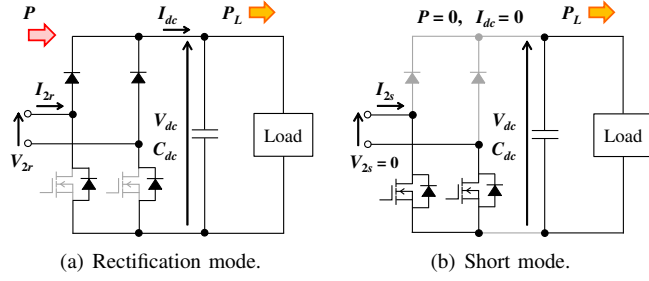 P
I_dc
P_L
I_2r
V_dc
Load
V_2r
C_dc
(a) Rectification mode.
P = 0, I_dc = 0
P_L
I_2s
V_dc
Load
V_2s = 0
C_dc
(b) Short mode.